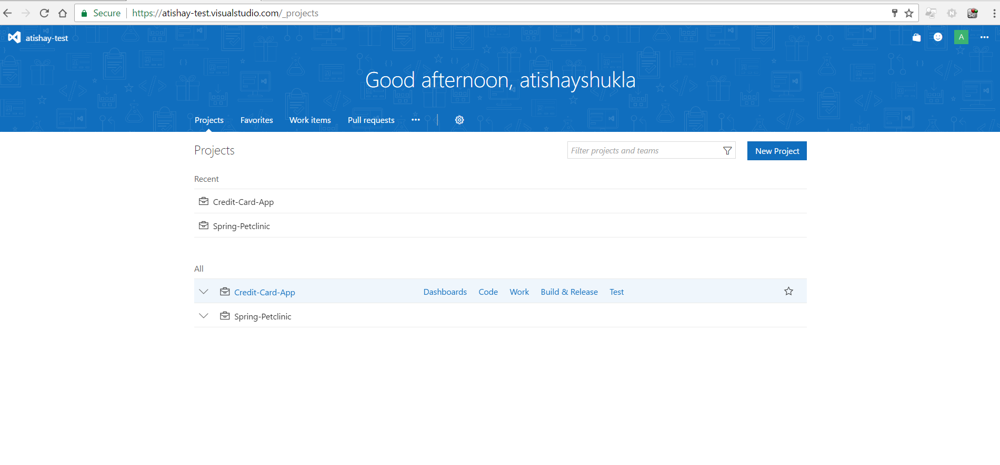 Secure https://atishay-test.visualstudio.com/_projects
atishay-test
A
Good afternoon, atishayshukla
Projects Favorites Work items Pull requests
Projects
Filter projects and teams
New Project
Recent
Credit-Card-App
Spring-Petclinic
All
Credit-Card-App Dashboards Code Work Build & Release Test
Spring-Petclinic